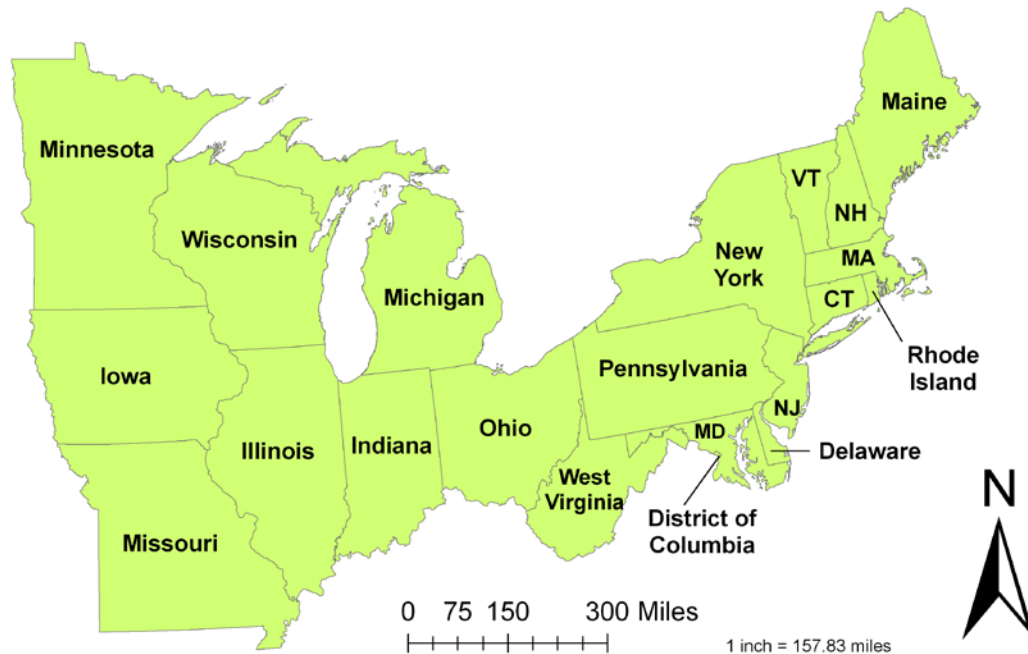 Maine
Minnesota
VT
NH
Wisconsin
New
York
MA
Michigan
CT
Rhode
Island
Pennsylvania
Iowa
NJ
Illinois
Indiana
Ohio
MD
Delaware
West
Virginia
District of
Columbia
Missouri
N
0 75 150 300 Miles
1 inch = 157.83 miles